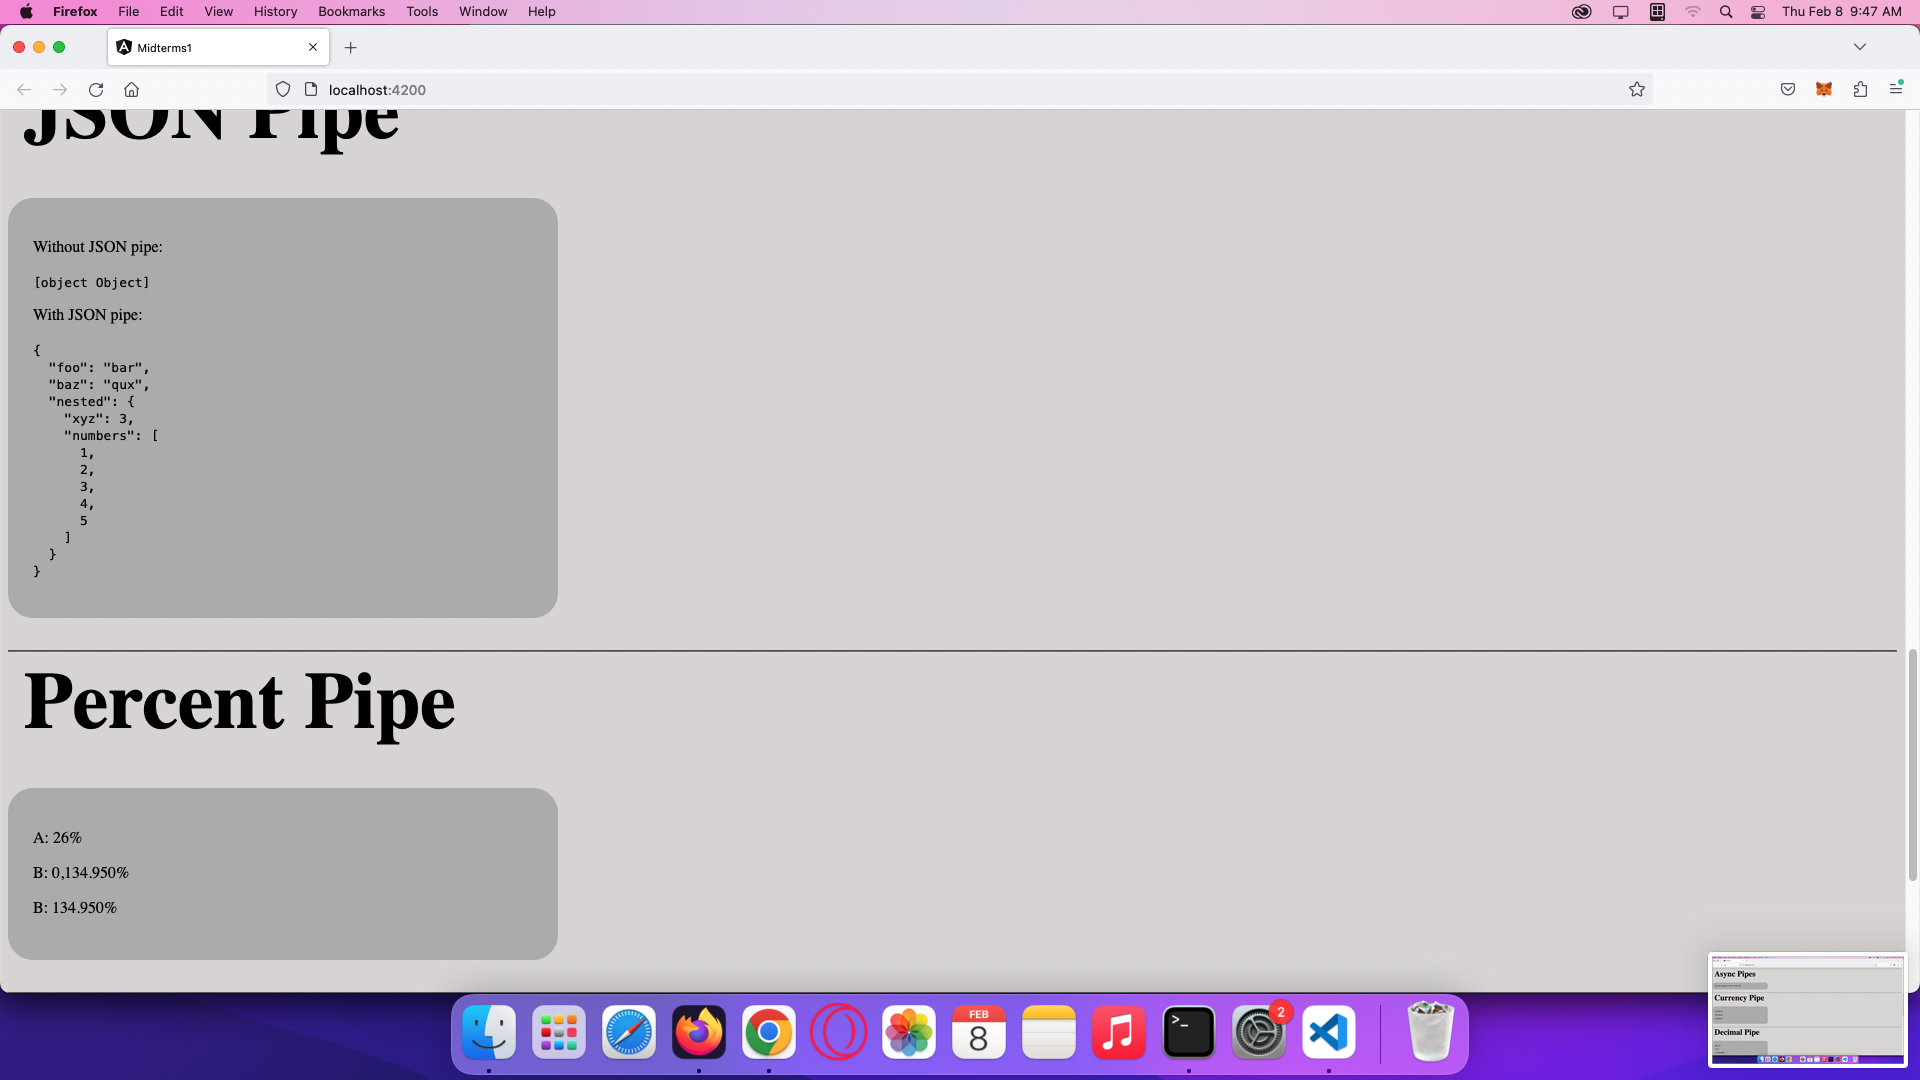 Firefox File Edit View History Bookmarks Tools Window Help Thu Feb 8 9:47 AM
Midterms1
localhost:4200
JSON Pipe
Without JSON pipe:
[object Object]
With JSON pipe:
{
"foo": "bar",
"baz": "qux",
"nested": {
"xyz": 3,
"numbers": [
1,
2,
3,
4,
5
]
}
}
Percent Pipe
A: 26%
B: 0,134.950%
B: 134.950%
Async Pipes
Currency Pipe
Decimal Pipe
FEB
8
>_
2